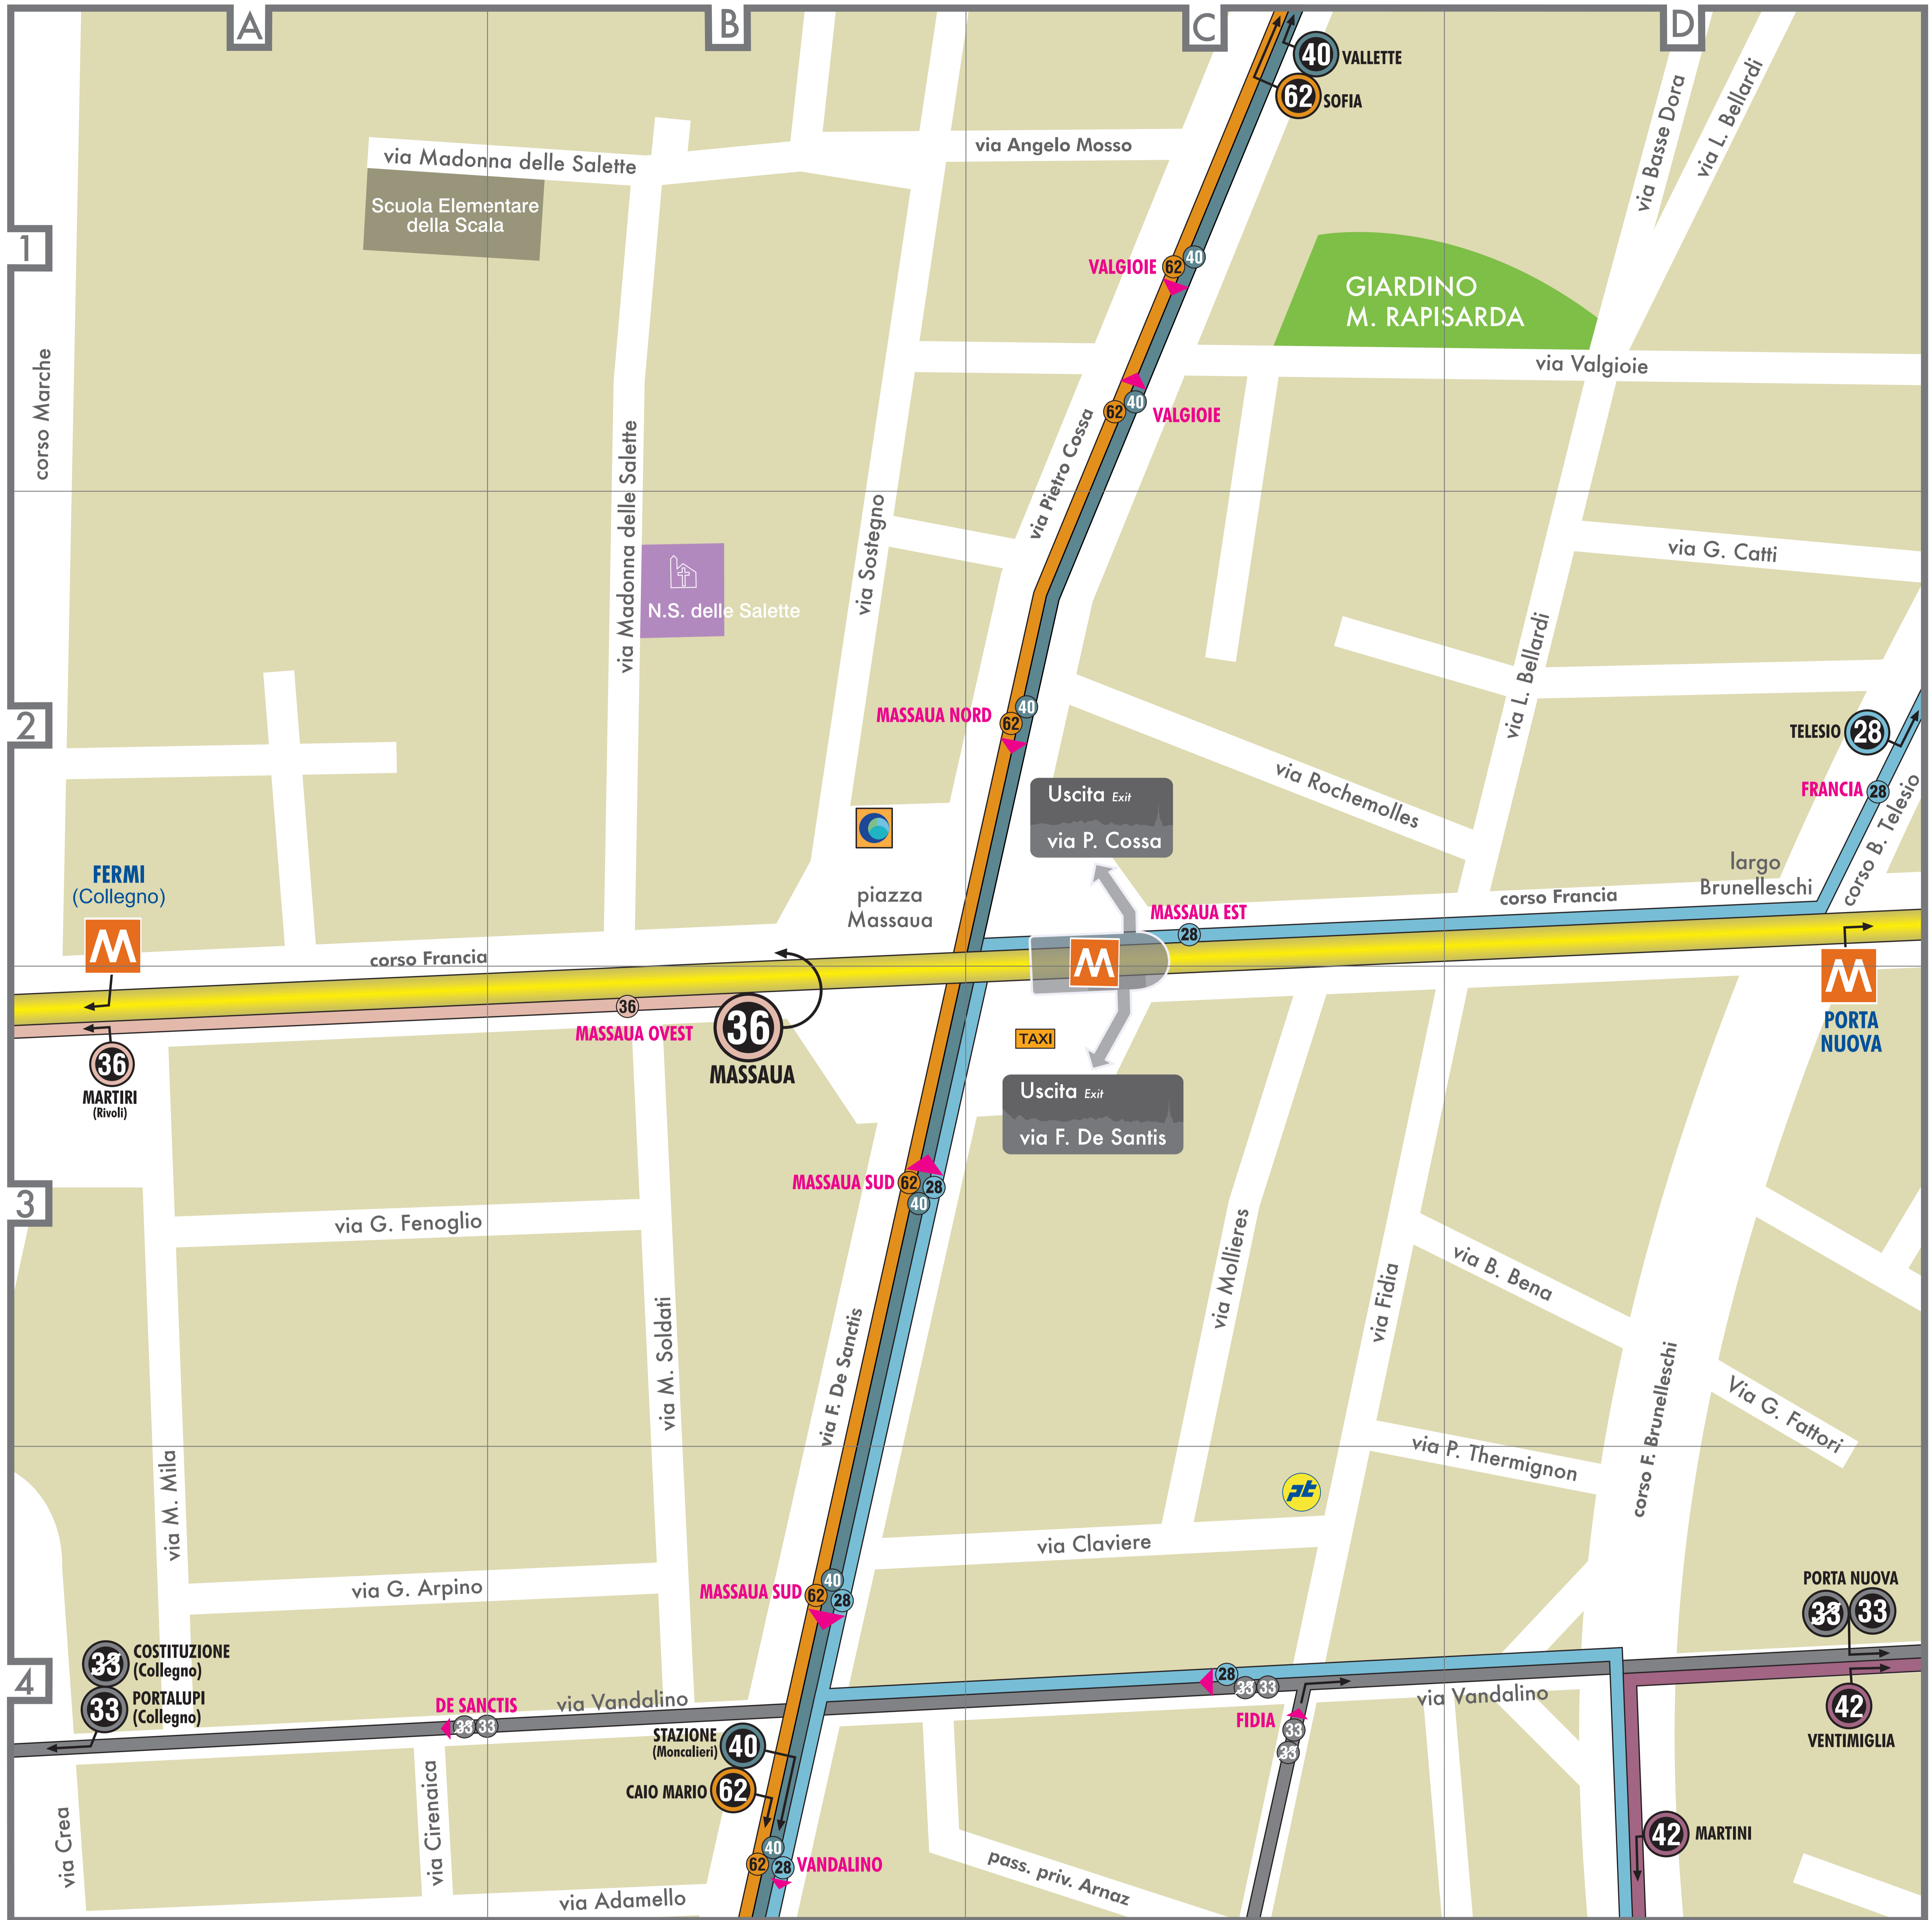 A
B
C
D
1
2
3
4
40 VALLETTE
62 SOFIA
via Madonna delle Salette
via Angelo Mosso
via Basse Dora
via L. Bellardi
Scuola Elementare
della Scala
VALGIOIE 62 40
GIARDINO
M. RAPISARDA
via Valgioie
62 40 VALGIOIE
corso Marche
via Madonna delle Salette
via Sostegno
via Pietro Cossa
via G. Catti
N.S. delle Salette
via L. Bellardi
MASSAUA NORD 62 40
TELESIO 28
FRANCIA 28
corso B. Telesio
via Rochemolles
Uscita Exit
via P. Cossa
largo
Brunelleschi
FERMI
(Collegno)
M
piazza
Massaua
MASSAUA EST
28
corso Francia
corso Francia
M
M
PORTA
NUOVA
36
MASSAUA OVEST
36
MASSAUA
36
MARTIRI
(Rivoli)
TAXI
Uscita Exit
via F. De Santis
MASSAUA SUD 62 28
40
via G. Fenoglio
via M. Soldati
via F. De Sanctis
via Mollieres
via Fidia
via B. Bena
corso F. Brunelleschi
Via G. Fattori
via P. Thermignon
via M. Mila
pt
via Claviere
via G. Arpino
MASSAUA SUD 62 40
28
PORTA NUOVA
33 33
33 COSTITUZIONE
(Collegno)
33 PORTALUPI
(Collegno)
DE SANCTIS
33 33
via Vandalino
28
33 33
FIDIA
33
33
via Vandalino
42
VENTIMIGLIA
STAZIONE
(Moncalieri)
40
CAIO MARIO 62
42 MARTINI
via Crea
via Cirenaica
40
62 28 VANDALINO
via Adamello
pass. priv. Arnaz